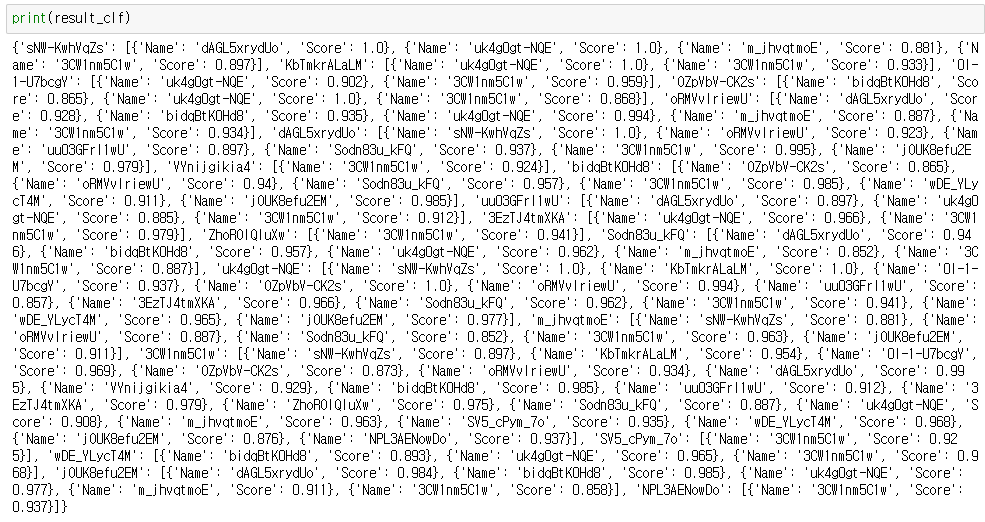 print(result_clf)
{'sNW-KwhVqZs': [{'Name': 'dAGL5xrydUo', 'Score': 1.0}, {'Name': 'uk4gOgt-NQE', 'Score': 1.0}, {'Name': 'm_jhvqtmoE', 'Score': 0.881}, {'N
ame': '3CW1nm5C1w', 'Score': 0.897}], 'KbTmkrALaLM': [{'Name': 'uk4gOgt-NQE', 'Score': 1.0}, {'Name': '3CW1nm5C1w', 'Score': 0.933}], 'OI-
1-U7bcgY': [{'Name': 'uk4gOgt-NQE', 'Score': 0.902}, {'Name': '3CW1nm5C1w', 'Score': 0.959}], 'OZpVbV-CK2s': [{'Name': 'bidqBtKOHd8', 'Sco
re': 0.865}, {'Name': 'uk4gOgt-NQE', 'Score': 1.0}, {'Name': '3CW1nm5C1w', 'Score': 0.868}], 'oRMVvIriewU': [{'Name': 'dAGL5xrydUo', 'Scor
e': 0.928}, {'Name': 'bidqBtKOHd8', 'Score': 0.935}, {'Name': 'uk4gOgt-NQE', 'Score': 0.994}, {'Name': 'm_jhvqtmoE', 'Score': 0.887}, {'Na
me': '3CW1nm5C1w', 'Score': 0.934}], 'dAGL5xrydUo': [{'Name': 'sNW-KwhVqZs', 'Score': 1.0}, {'Name': 'oRMVvIriewU', 'Score': 0.923}, {'Nam
e': 'uuO3GFrI1wU', 'Score': 0.897}, {'Name': 'Sodn83u_kFQ', 'Score': 0.937}, {'Name': '3CW1nm5C1w', 'Score': 0.995}, {'Name': 'jOUK8efu2E
M', 'Score': 0.979}], 'VYnijgikia4': [{'Name': '3CW1nm5C1w', 'Score': 0.924}], 'bidqBtKOHd8': [{'Name': 'OZpVbV-CK2s', 'Score': 0.865},
{'Name': 'oRMVvIriewU', 'Score': 0.94}, {'Name': 'Sodn83u_kFQ', 'Score': 0.957}, {'Name': '3CW1nm5C1w', 'Score': 0.985}, {'Name': 'wDE_YLy
cT4M', 'Score': 0.911}, {'Name': 'jOUK8efu2EM', 'Score': 0.985}], 'uuO3GFrI1wU': [{'Name': 'dAGL5xrydUo', 'Score': 0.897}, {'Name': 'uk4gO
gt-NQE', 'Score': 0.885}, {'Name': '3CW1nm5C1w', 'Score': 0.912}], '3EzTJ4tmXKA': [{'Name': 'uk4gOgt-NQE', 'Score': 0.966}, {'Name': '3CW1
nm5C1w', 'Score': 0.979}], 'ZhoROIQIuXw': [{'Name': '3CW1nm5C1w', 'Score': 0.941}], 'Sodn83u_kFQ': [{'Name': 'dAGL5xrydUo', 'Score': 0.94
6}, {'Name': 'bidqBtKOHd8', 'Score': 0.957}, {'Name': 'uk4gOgt-NQE', 'Score': 0.962}, {'Name': 'm_jhvqtmoE', 'Score': 0.852}, {'Name': '3C
W1nm5C1w', 'Score': 0.887}], 'uk4gOgt-NQE': [{'Name': 'sNW-KwhVqZs', 'Score': 1.0}, {'Name': 'KbTmkrALaLM', 'Score': 1.0}, {'Name': 'OI-1-
U7bcgY', 'Score': 0.937}, {'Name': 'OZpVbV-CK2s', 'Score': 1.0}, {'Name': 'oRMVvIriewU', 'Score': 0.994}, {'Name': 'uuO3GFrI1wU', 'Score':
0.857}, {'Name': '3EzTJ4tmXKA', 'Score': 0.966}, {'Name': 'Sodn83u_kFQ', 'Score': 0.962}, {'Name': '3CW1nm5C1w', 'Score': 0.941}, {'Name':
'wDE_YLycT4M', 'Score': 0.965}, {'Name': 'jOUK8efu2EM', 'Score': 0.977}], 'm_jhvqtmoE': [{'Name': 'sNW-KwhVqZs', 'Score': 0.881}, {'Name':
'oRMVvIriewU', 'Score': 0.887}, {'Name': 'Sodn83u_kFQ', 'Score': 0.852}, {'Name': '3CW1nm5C1w', 'Score': 0.963}, {'Name': 'jOUK8efu2EM',
'Score': 0.911}], '3CW1nm5C1w': [{'Name': 'sNW-KwhVqZs', 'Score': 0.897}, {'Name': 'KbTmkrALaLM', 'Score': 0.954}, {'Name': 'OI-1-U7bcgY',
'Score': 0.969}, {'Name': 'OZpVbV-CK2s', 'Score': 0.873}, {'Name': 'oRMVvIriewU', 'Score': 0.934}, {'Name': 'dAGL5xrydUo', 'Score': 0.99
5}, {'Name': 'VYnijgikia4', 'Score': 0.929}, {'Name': 'bidqBtKOHd8', 'Score': 0.985}, {'Name': 'uuO3GFrI1wU', 'Score': 0.912}, {'Name': '3
EzTJ4tmXKA', 'Score': 0.979}, {'Name': 'ZhoROIQIuXw', 'Score': 0.975}, {'Name': 'Sodn83u_kFQ', 'Score': 0.887}, {'Name': 'uk4gOgt-NQE', 'S
core': 0.908}, {'Name': 'm_jhvqtmoE', 'Score': 0.963}, {'Name': 'SV5_cPym_7o', 'Score': 0.935}, {'Name': 'wDE_YLycT4M', 'Score': 0.968},
{'Name': 'jOUK8efu2EM', 'Score': 0.876}, {'Name': 'NPL3AENowDo', 'Score': 0.937}], 'SV5_cPym_7o': [{'Name': '3CW1nm5C1w', 'Score': 0.92
5}], 'wDE_YLycT4M': [{'Name': 'bidqBtKOHd8', 'Score': 0.893}, {'Name': 'uk4gOgt-NQE', 'Score': 0.965}, {'Name': '3CW1nm5C1w', 'Score': 0.9
68}], 'jOUK8efu2EM': [{'Name': 'dAGL5xrydUo', 'Score': 0.984}, {'Name': 'bidqBtKOHd8', 'Score': 0.985}, {'Name': 'uk4gOgt-NQE', 'Score':
0.977}, {'Name': 'm_jhvqtmoE', 'Score': 0.911}, {'Name': '3CW1nm5C1w', 'Score': 0.858}], 'NPL3AENowDo': [{'Name': '3CW1nm5C1w', 'Score':
0.937}]}